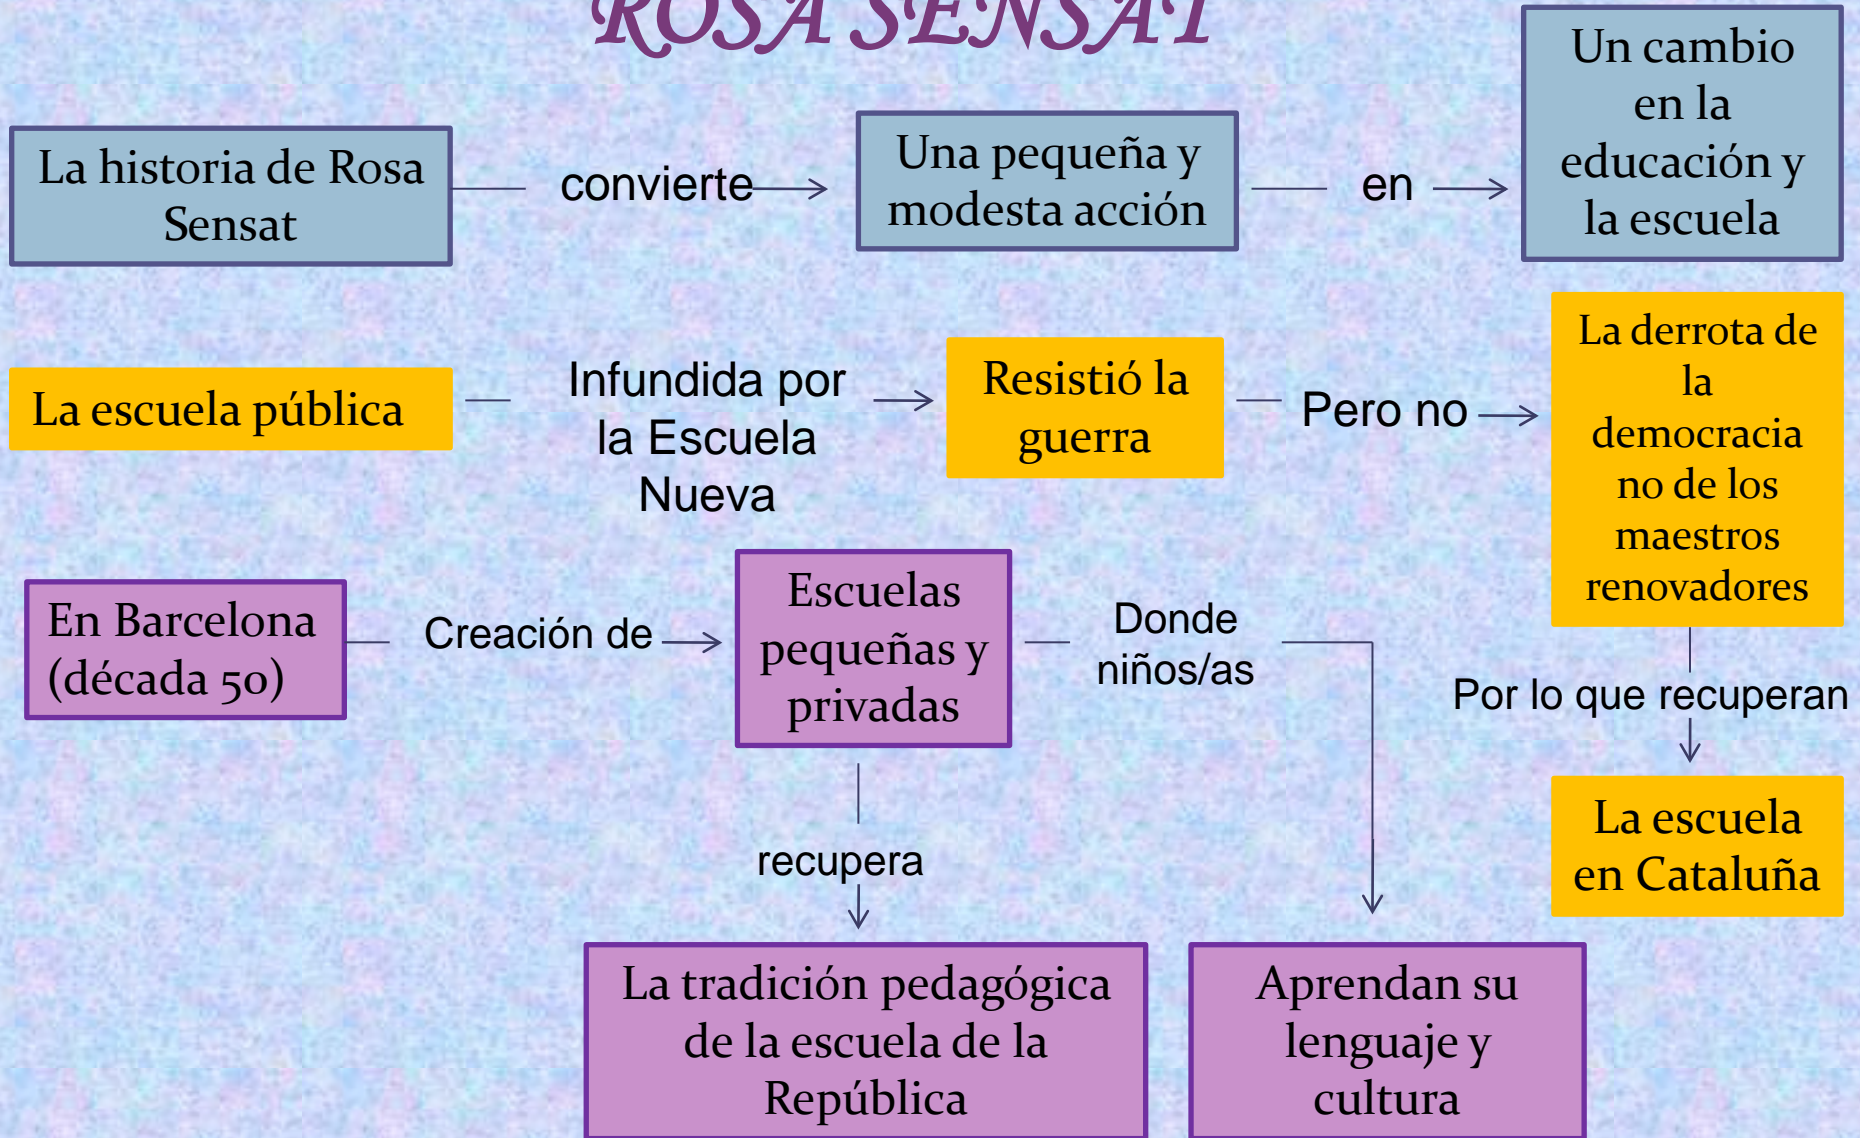 ROSA SENSAT
La historia de Rosa
Sensat
convierte
Una pequeña y
modesta acción
en
Un cambio
en la
educación y
la escuela
La escuela pública
Infundida por
la Escuela
Nueva
Resistió la
guerra
Pero no
La derrota de
la
democracia
no de los
maestros
renovadores
Por lo que recuperan
La escuela
en Cataluña
En Barcelona
(década 50)
Creación de
Escuelas
pequeñas y
privadas
Donde
niños/as
recupera
La tradición pedagógica
de la escuela de la
República
Aprendan su
lenguaje y
cultura